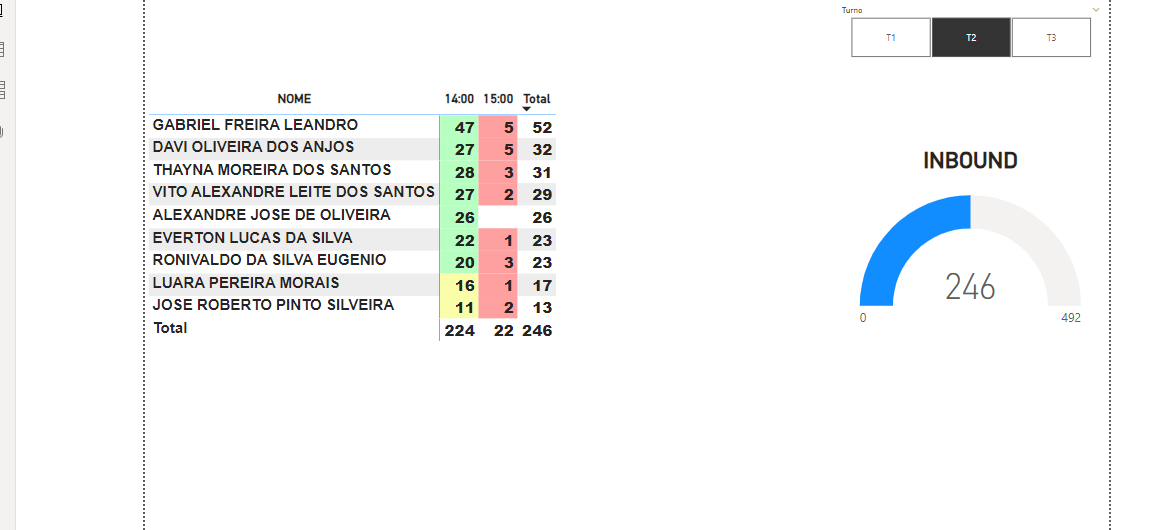 Turno
T1 T2 T3
NOME 14:00 15:00 Total
GABRIEL FREIRA LEANDRO 47 5 52
DAVI OLIVEIRA DOS ANJOS 27 5 32
THAYNA MOREIRA DOS SANTOS 28 3 31
VITO ALEXANDRE LEITE DOS SANTOS 27 2 29
ALEXANDRE JOSE DE OLIVEIRA 26 26
EVERTON LUCAS DA SILVA 22 1 23
RONIVALDO DA SILVA EUGENIO 20 3 23
LUARA PEREIRA MORAIS 16 1 17
JOSE ROBERTO PINTO SILVEIRA 11 2 13
Total 224 22 246
INBOUND
246
0 492